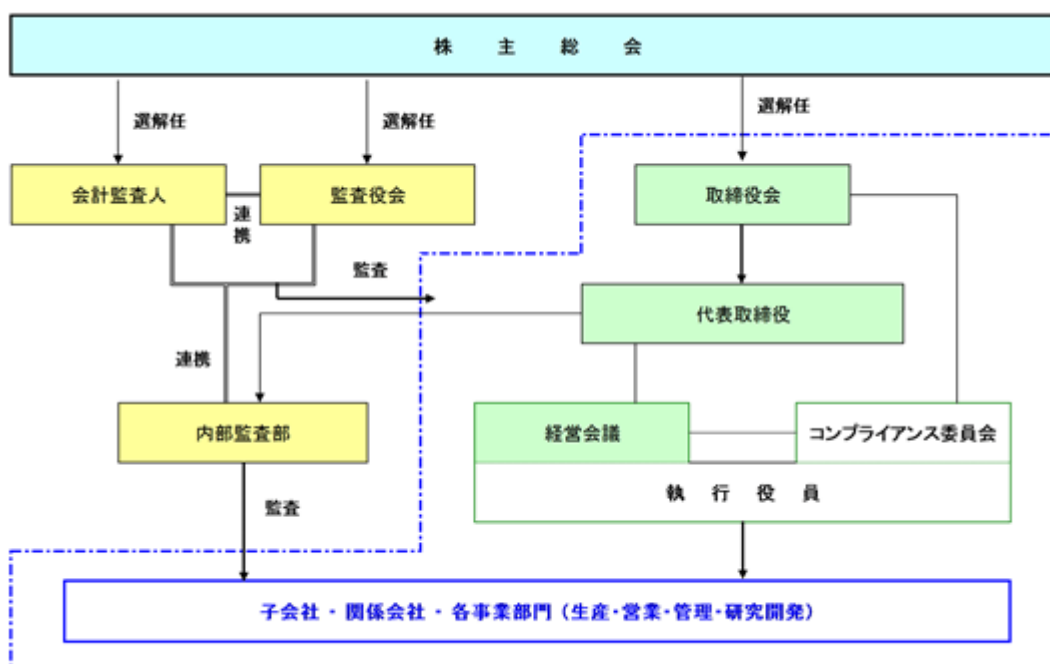 株主総会
選解任
選解任
選解任
会計監査人
連携
監査役会
取締役会
監査
代表取締役
連携
内部監査部
経営会議
コンプライアンス委員会
執行役員
監査
子会社・関係会社・各事業部門（生産・営業・管理・研究開発）